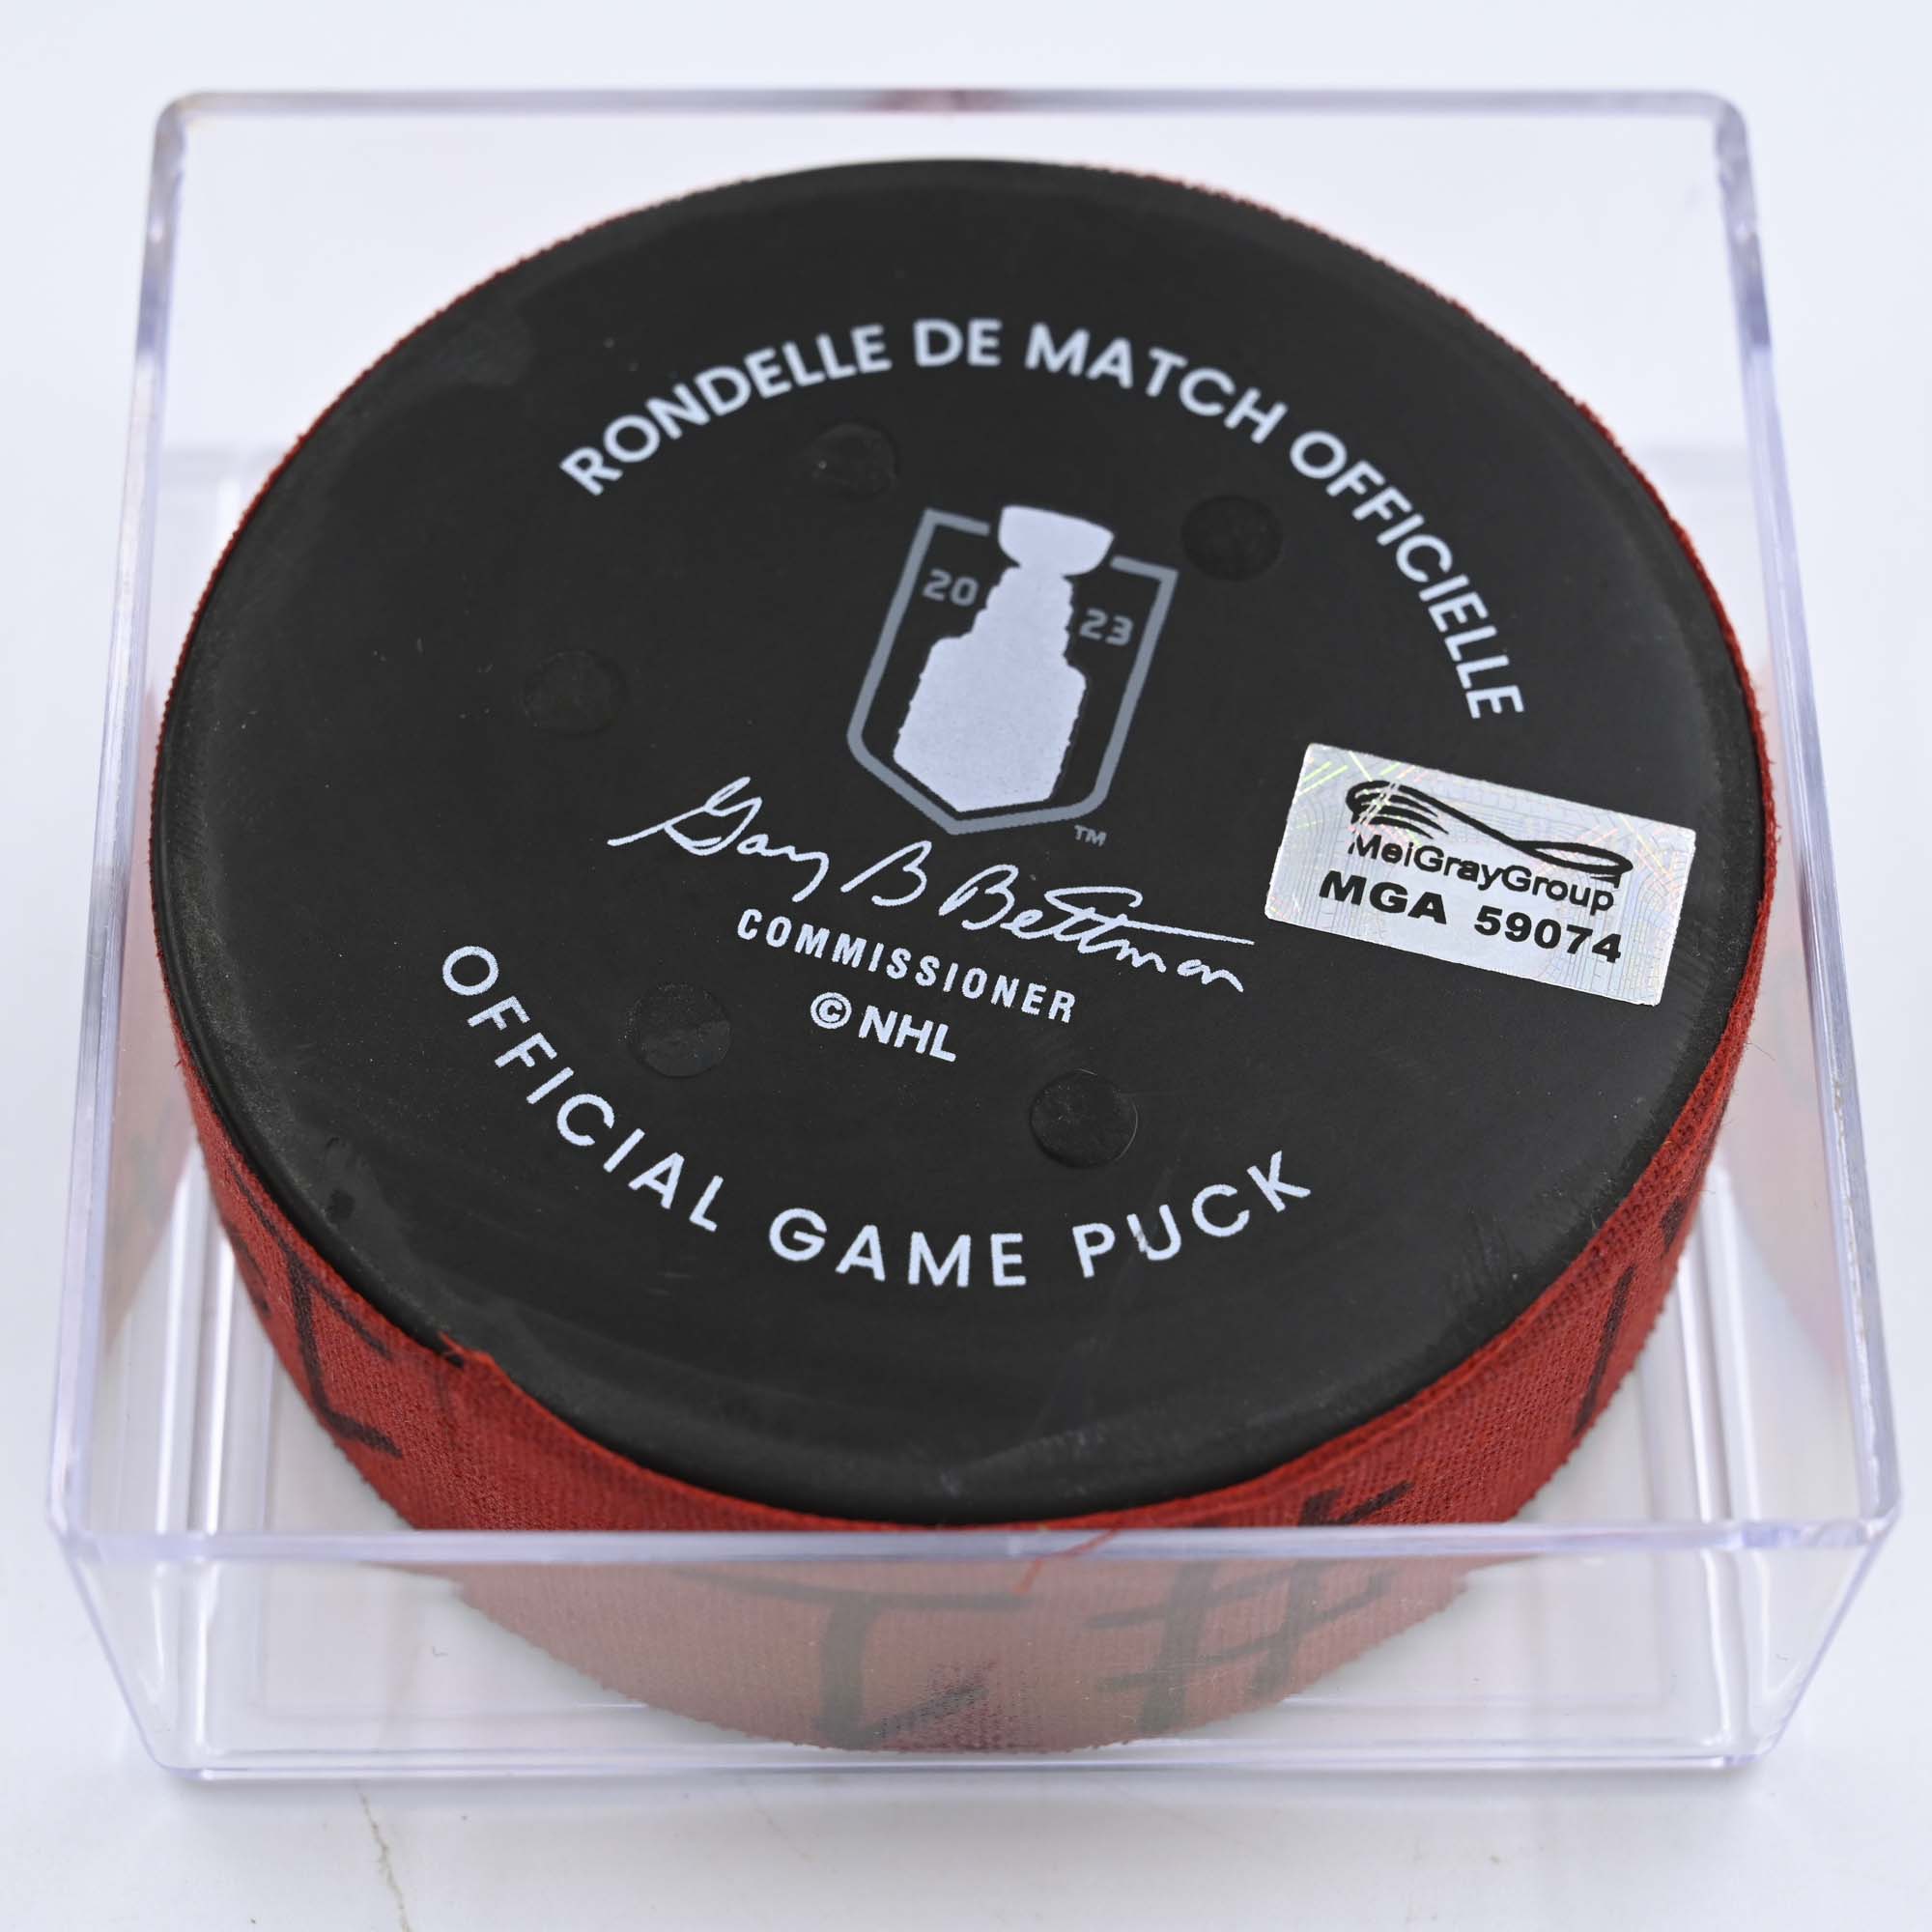 RONDELLE DE MATCH OFFICIELLE
20 23
TM
Gary B Bettman
COMMISSIONER
© NHL
OFFICIAL GAME PUCK
MeiGrayGroup
MGA 59074